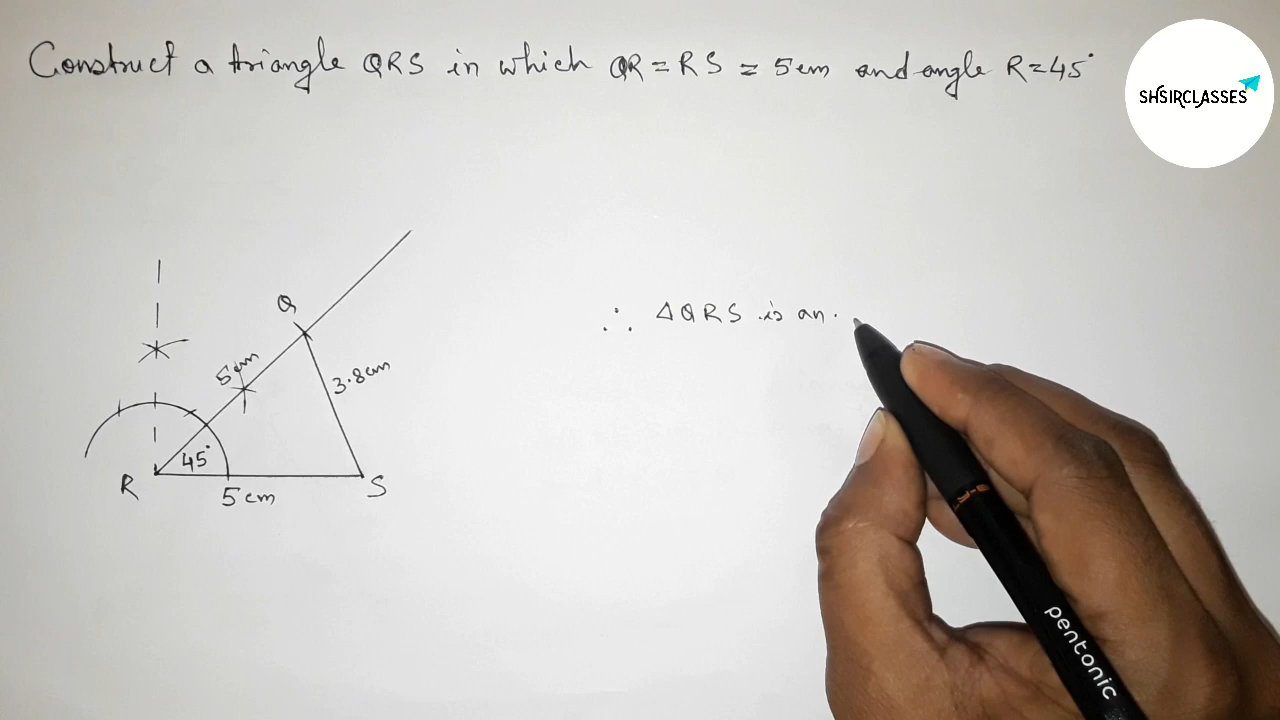 Construct a triangle QRS in which QR = RS = 5cm and angle R = 45°
SHSIRCLASSES
Q
∴ ΔQRS is an
5cm
3.8cm
45°
R
5cm
S
pentonic